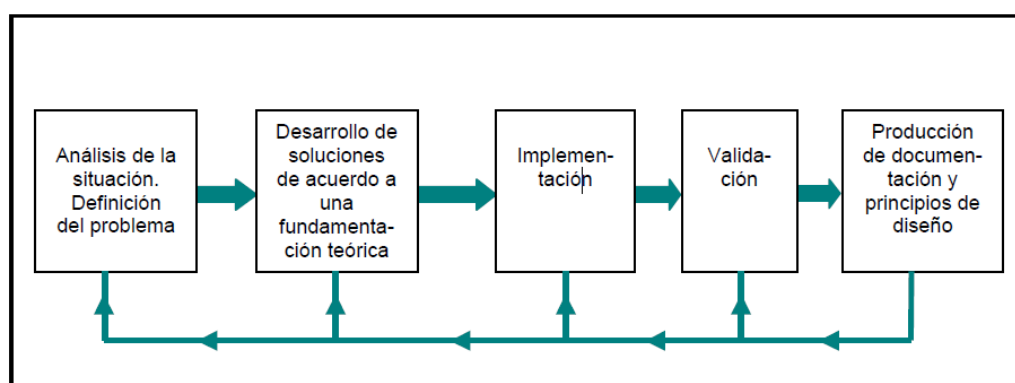 Análisis de la
situación.
Definición
del problema
Desarrollo de
soluciones
de acuerdo a
una
fundamenta-
ción teórica
Implemen-
tación
Valida-
ción
Producción
de documen-
tación y
principios de
diseño